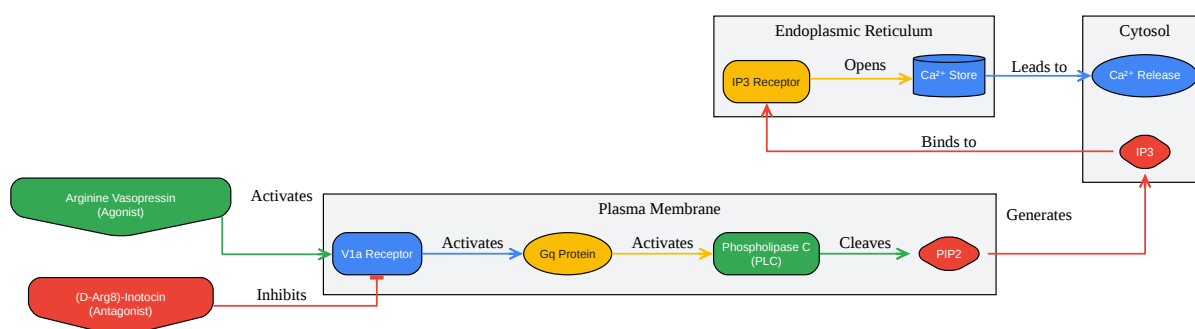 Endoplasmic Reticulum
Cytosol
IP3 Receptor
Opens
Ca²⁺ Store
Leads to
Ca²⁺ Release
Binds to
IP3
Arginine Vasopressin
(Agonist)
Activates
Plasma Membrane
Generates
V1a Receptor
Activates
Gq Protein
Activates
Phospholipase C
(PLC)
Cleaves
PIP2
(D-Arg8)-Inotocin
(Antagonist)
Inhibits